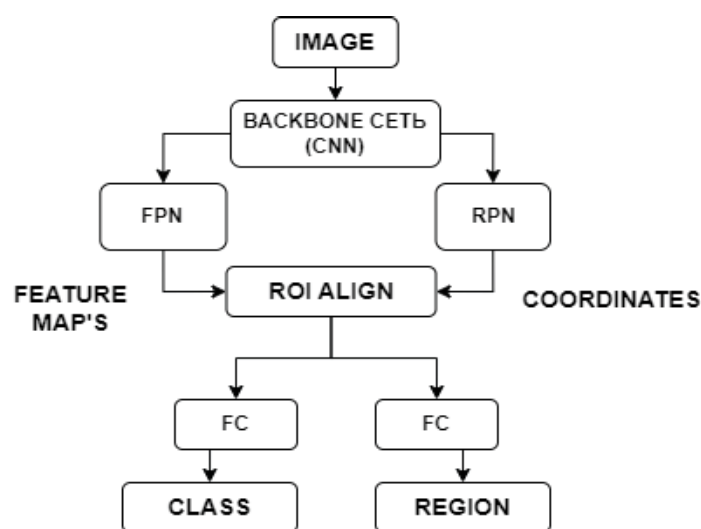 IMAGE
BACKBONE СЕТЬ
(CNN)
FPN
RPN
FEATURE
MAP'S
ROI ALIGN
COORDINATES
FC
FC
CLASS
REGION